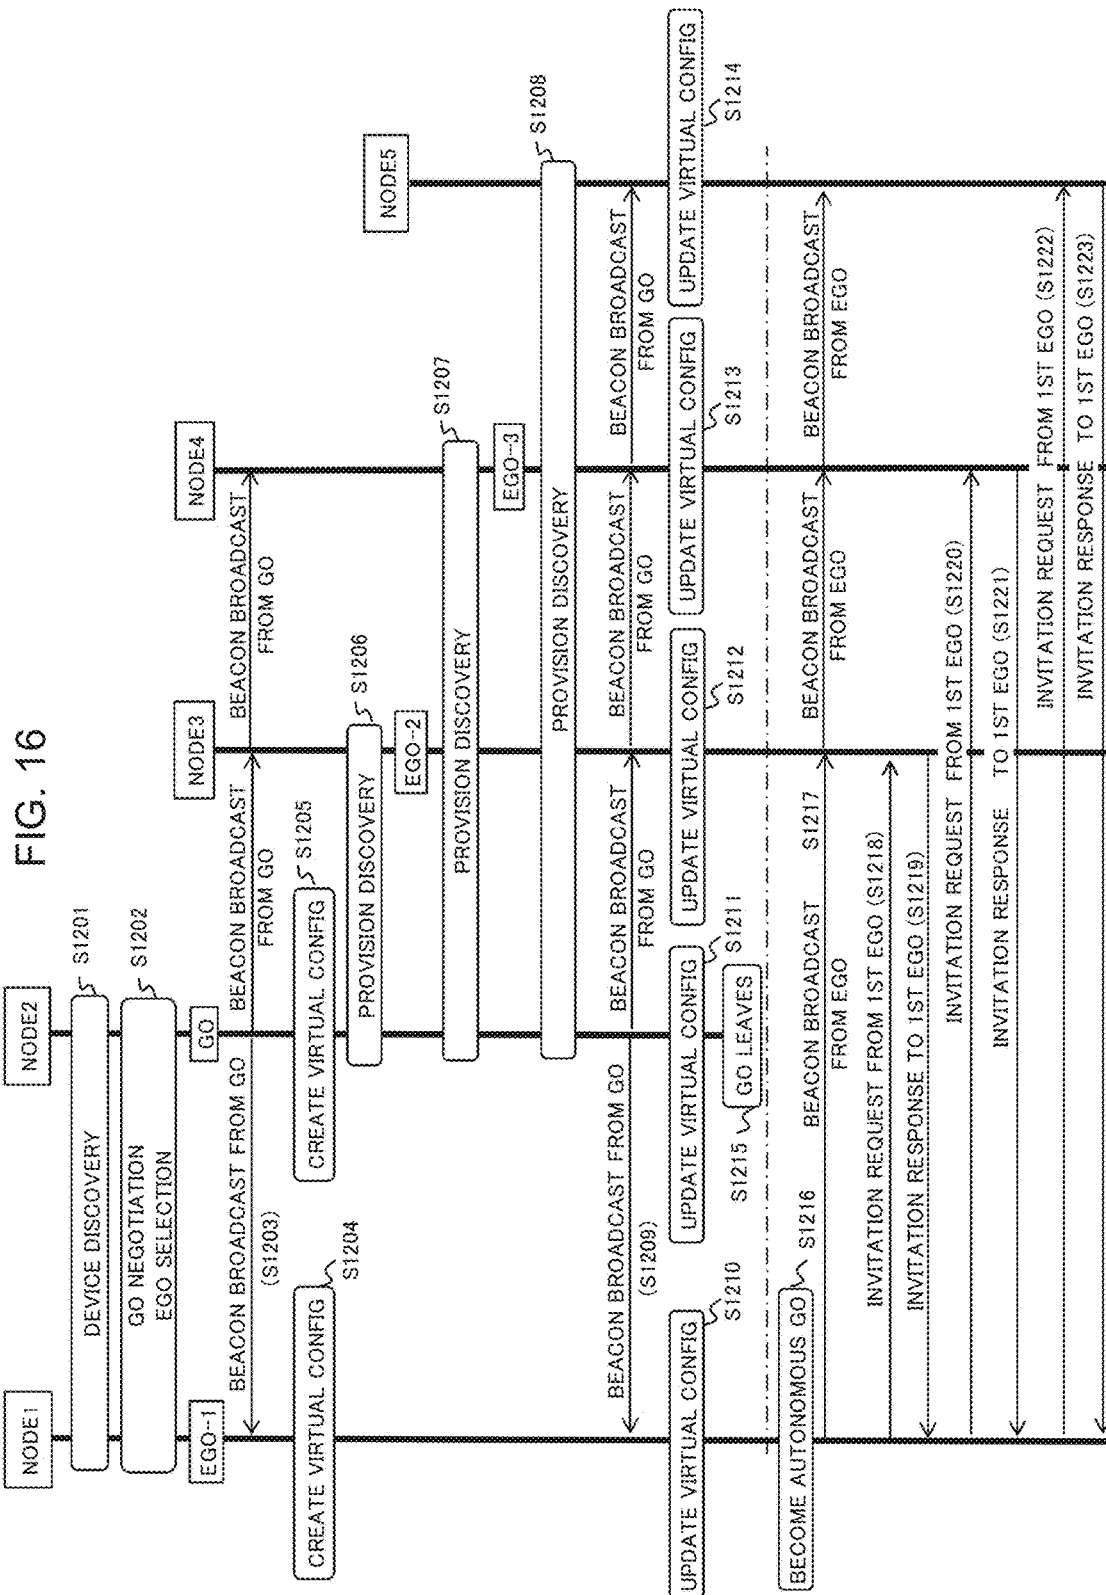 FIG. 16
NODE1
NODE2
DEVICE DISCOVERY
S1201
GO NEGOTIATION
EGO SELECTION
S1202
EGO-1
GO
NODE3
NODE4
BEACON BROADCAST FROM GO
(S1203)
BEACON BROADCAST
FROM GO
BEACON BROADCAST
FROM GO
CREATE VIRTUAL CONFIG
S1204
CREATE VIRTUAL CONFIG
S1205
PROVISION DISCOVERY
S1206
EGO-2
NODE5
PROVISION DISCOVERY
S1207
EGO-3
PROVISION DISCOVERY
S1208
BEACON BROADCAST FROM GO
(S1209)
BEACON BROADCAST
FROM GO
BEACON BROADCAST
FROM GO
BEACON BROADCAST
FROM GO
UPDATE VIRTUAL CONFIG
S1210
UPDATE VIRTUAL CONFIG
S1211
UPDATE VIRTUAL CONFIG
S1212
UPDATE VIRTUAL CONFIG
S1213
UPDATE VIRTUAL CONFIG
S1214
S1215
GO LEAVES
BECOME AUTONOMOUS GO
S1216
BEACON BROADCAST S1217
FROM EGO
BEACON BROADCAST
FROM EGO
BEACON BROADCAST
FROM EGO
INVITATION REQUEST FROM 1ST EGO (S1218)
INVITATION RESPONSE TO 1ST EGO (S1219)
INVITATION REQUEST FROM 1ST EGO (S1220)
INVITATION RESPONSE TO 1ST EGO (S1221)
INVITATION REQUEST FROM 1ST EGO (S1222)
INVITATION RESPONSE TO 1ST EGO (S1223)